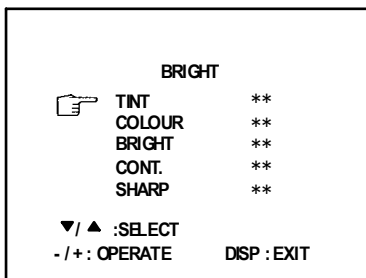 BRIGHT
TINT **
COLOUR **
BRIGHT **
CONT. **
SHARP **
▼/ ▲ :SELECT
- / + : OPERATE DISP : EXIT